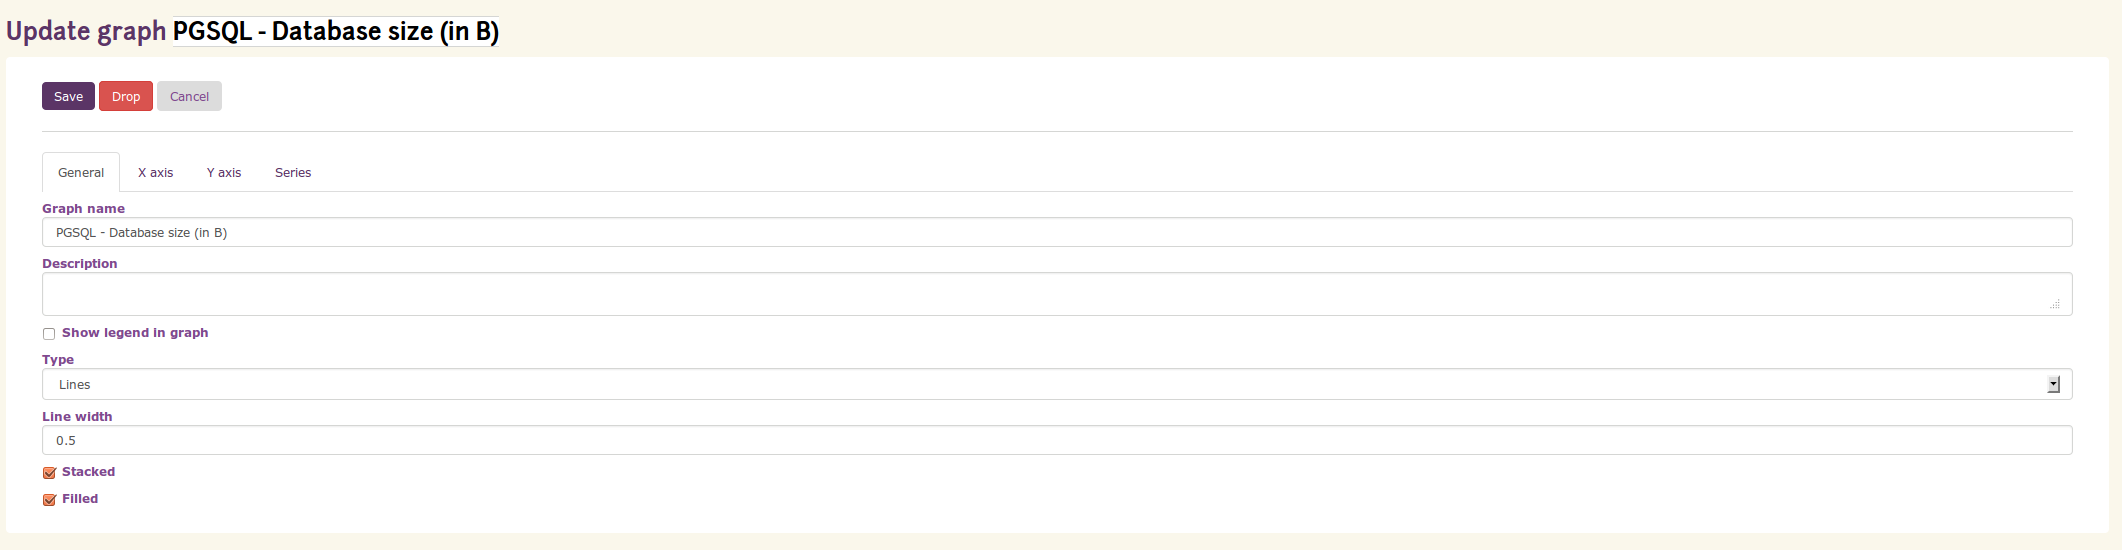 Update graph PGSQL - Database size (in B)
Save Drop Cancel
General X axis Y axis Series
Graph name
PGSQL - Database size (in B)
Description
Show legend in graph
Type
Lines
Line width
0.5
Stacked
Filled